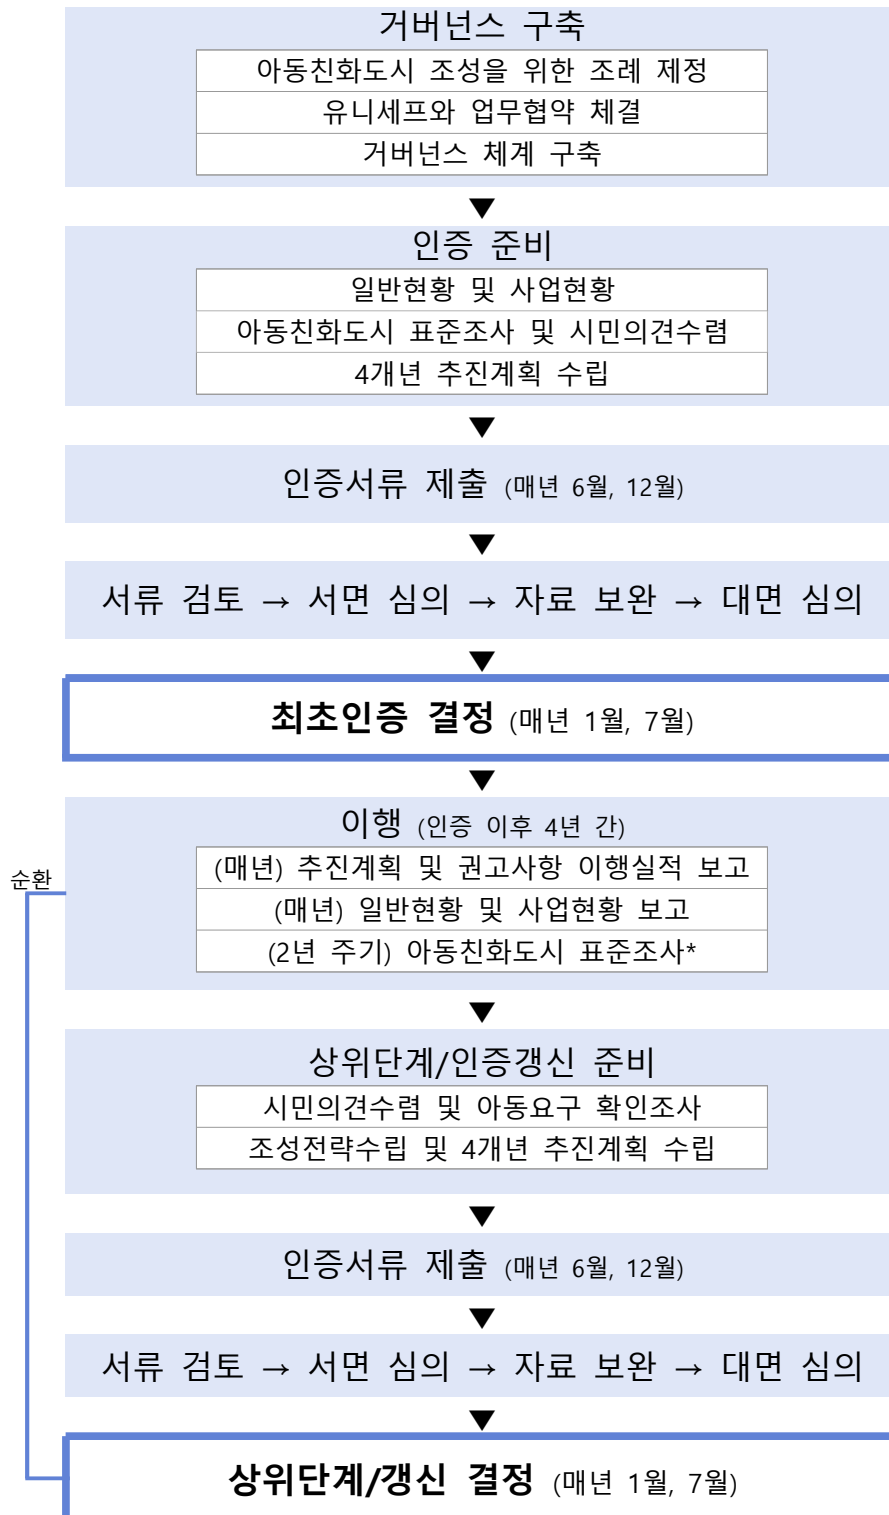 거버넌스 구축
아동친화도시 조성을 위한 조례 제정
유니세프와 업무협약 체결
거버넌스 체계 구축
▼
인증 준비
일반현황 및 사업현황
아동친화도시 표준조사 및 시민의견수렴
4개년 추진계획 수립
▼
인증서류 제출 (매년 6월, 12월)
▼
서류 검토 → 서면 심의 → 자료 보완 → 대면 심의
▼
최초인증 결정 (매년 1월, 7월)
▼
이행 (인증 이후 4년 간)
(매년) 추진계획 및 권고사항 이행실적 보고
순환
(매년) 일반현황 및 사업현황 보고
(2년 주기) 아동친화도시 표준조사*
▼
상위단계/인증갱신 준비
시민의견수렴 및 아동요구 확인조사
조성전략수립 및 4개년 추진계획 수립
▼
인증서류 제출 (매년 6월, 12월)
▼
서류 검토 → 서면 심의 → 자료 보완 → 대면 심의
▼
상위단계/갱신 결정 (매년 1월, 7월)